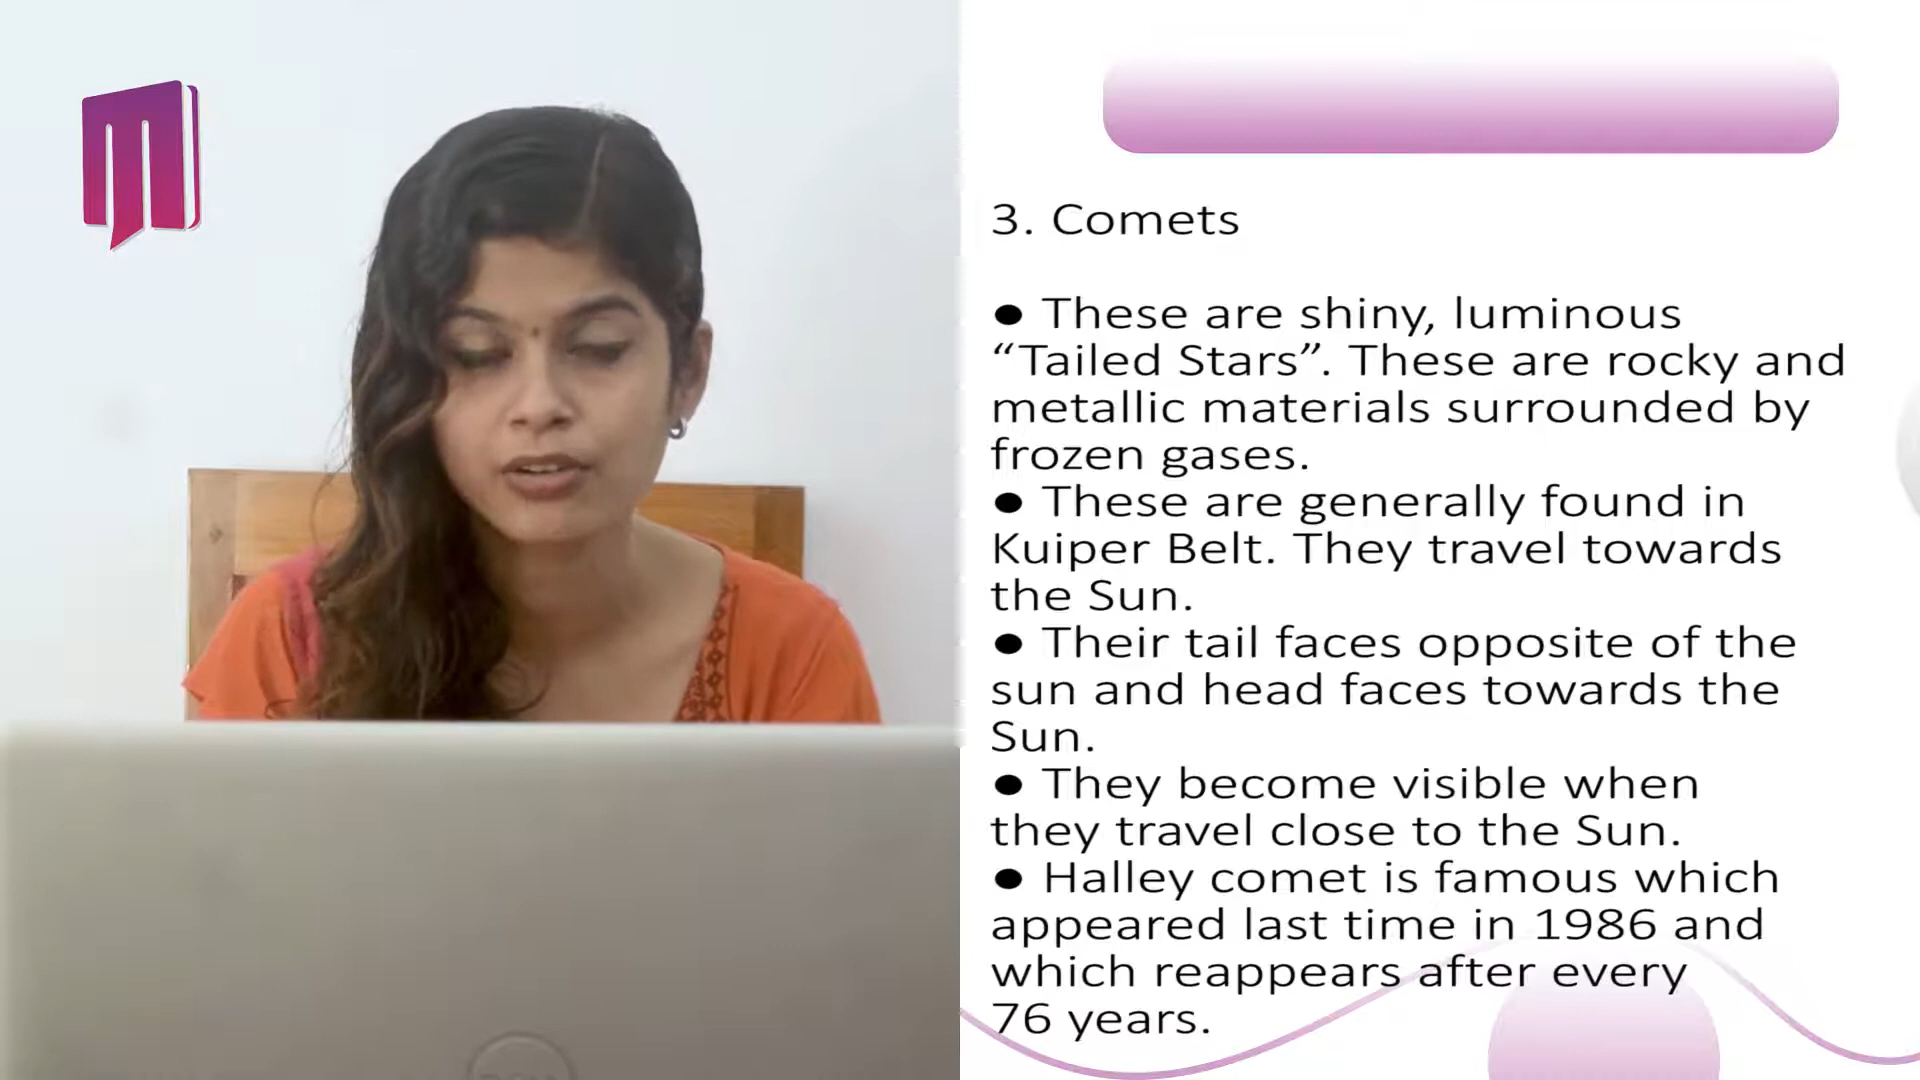 3. Comets
● These are shiny, luminous
“Tailed Stars”. These are rocky and
metallic materials surrounded by
frozen gases.
● These are generally found in
Kuiper Belt. They travel towards
the Sun.
● Their tail faces opposite of the
sun and head faces towards the
Sun.
● They become visible when
they travel close to the Sun.
● Halley comet is famous which
appeared last time in 1986 and
which reappears after every
76 years.